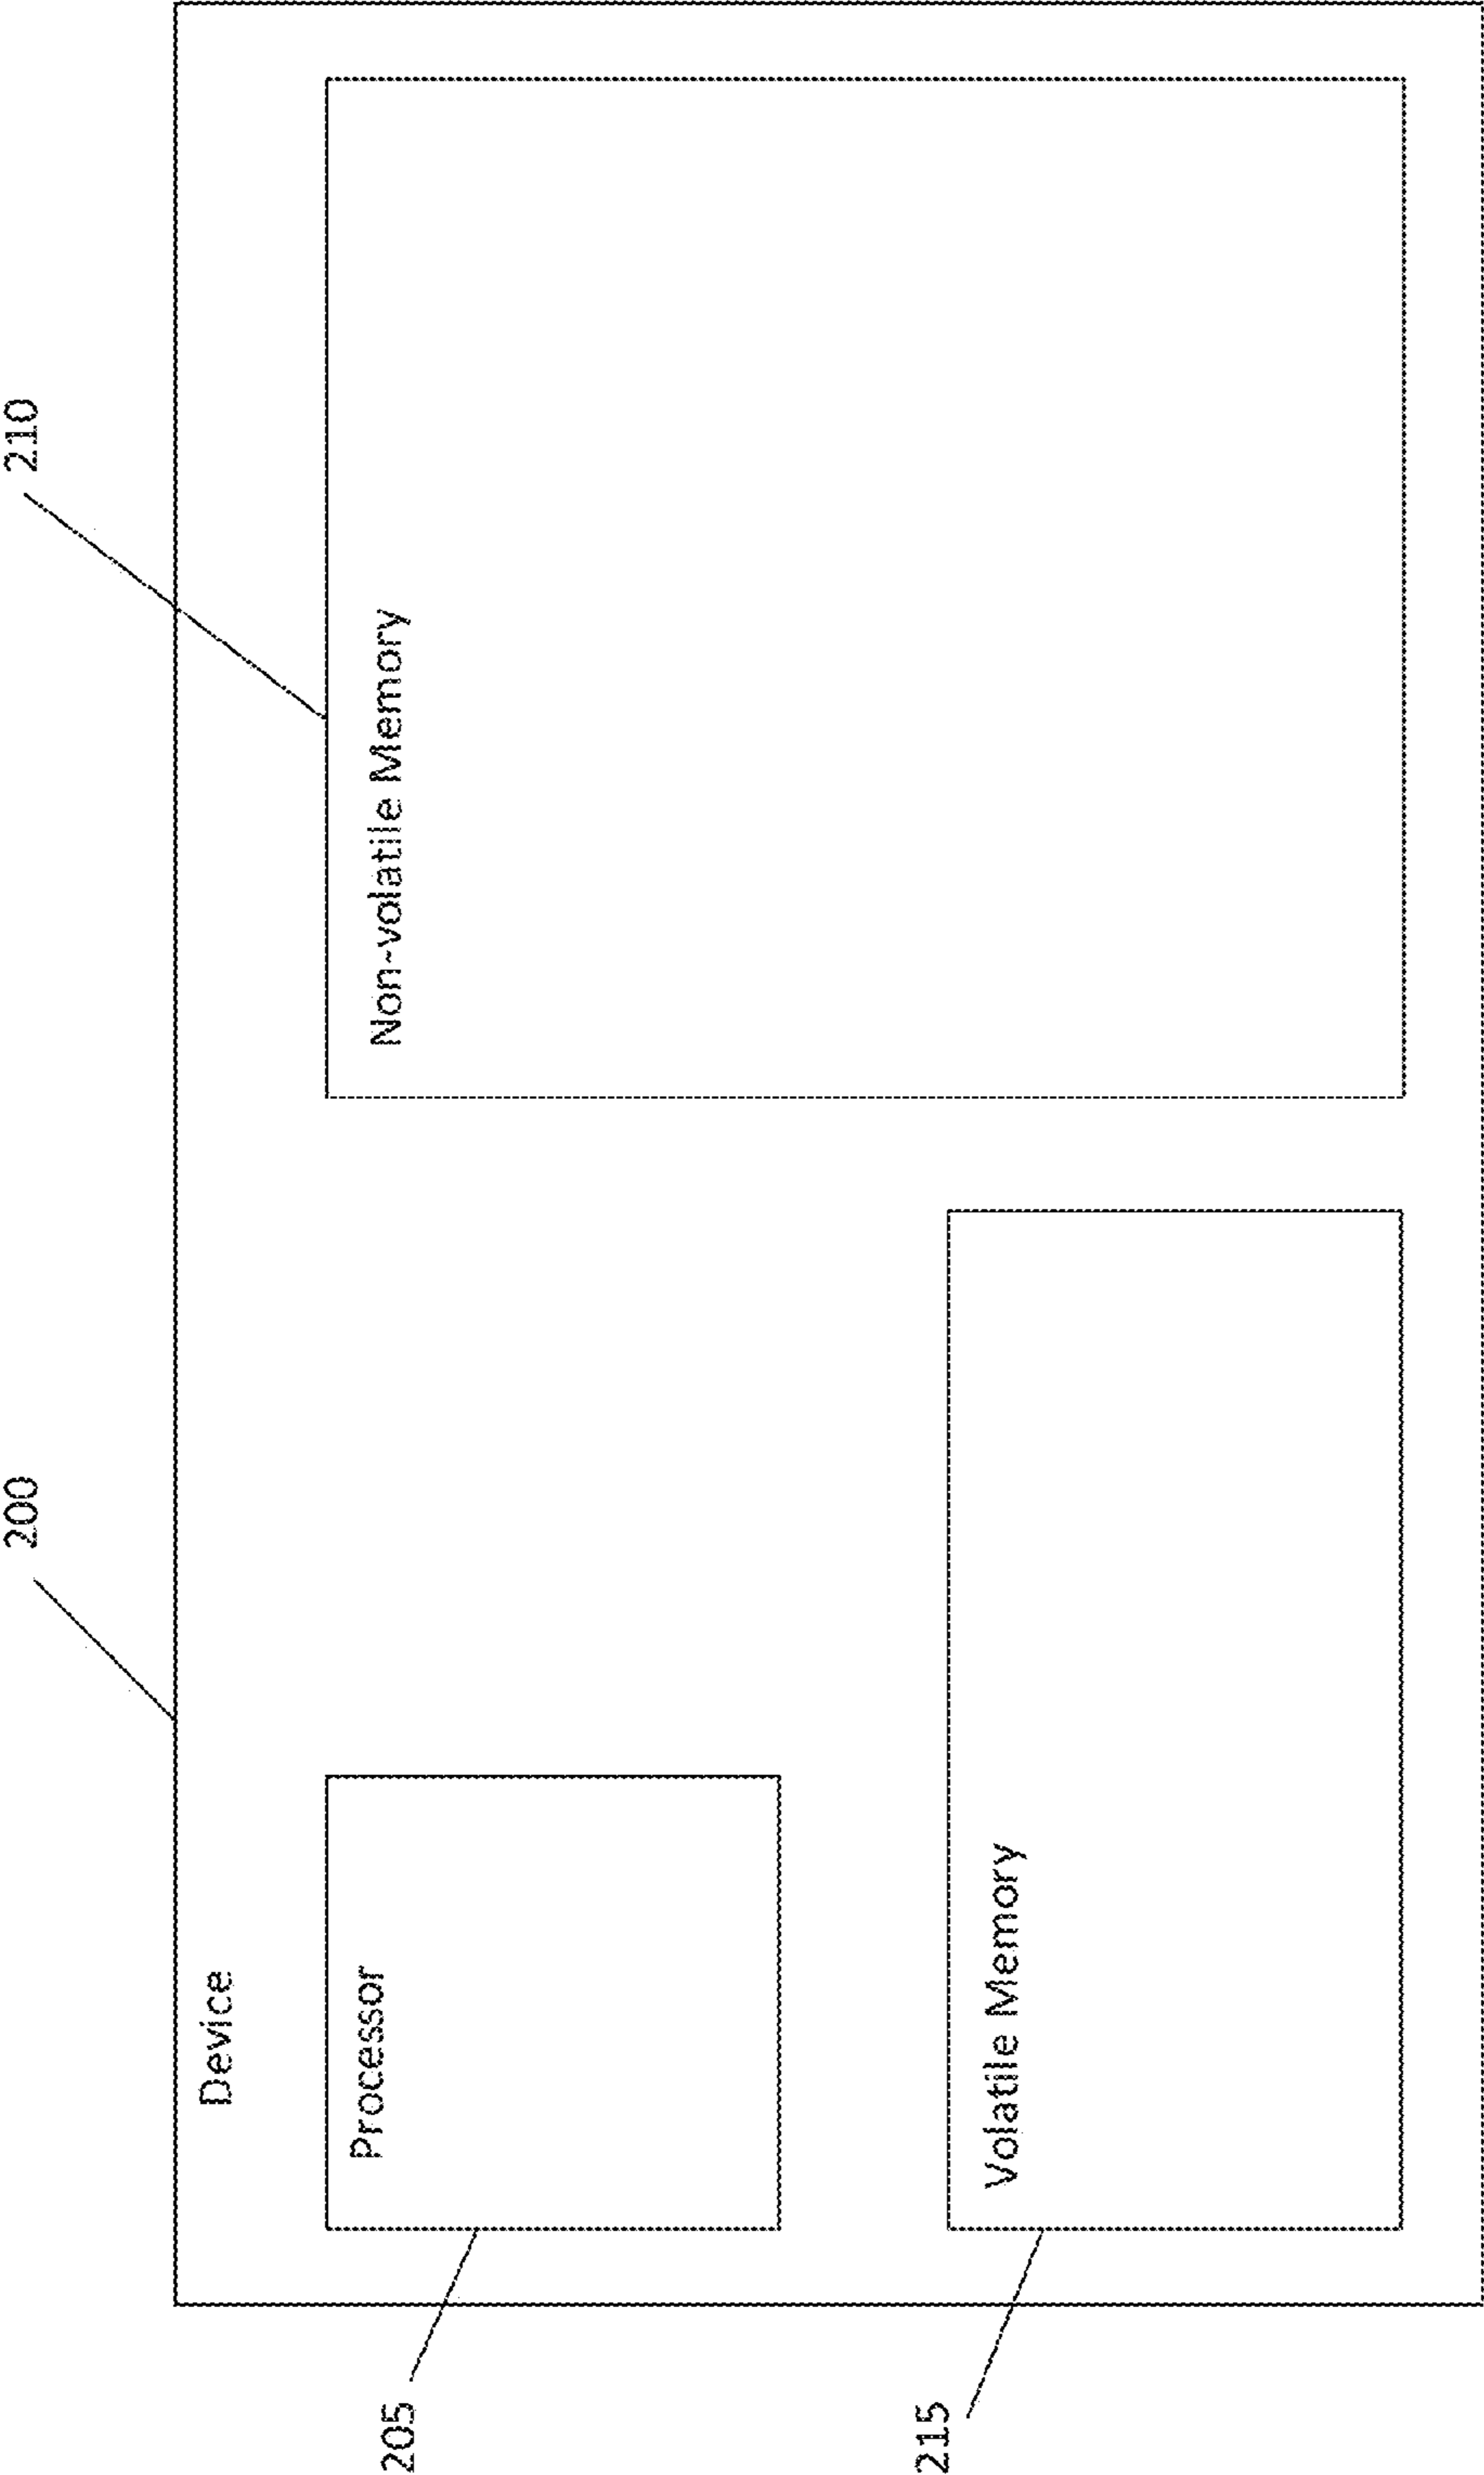 200
210
Device
205
Processor
Non-volatile Memory
215
Volatile Memory